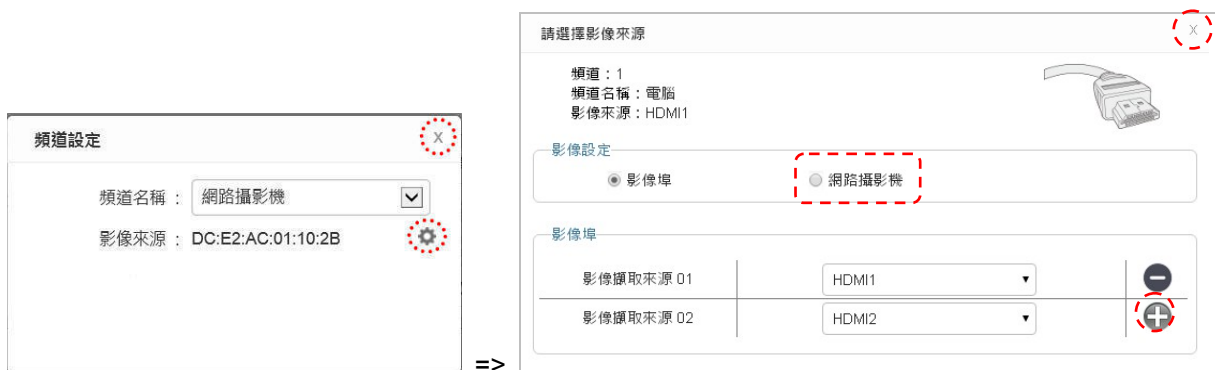 頻道設定
X
頻道名稱 : 網路攝影機
影像來源 : DC:E2:AC:01:10:2B
=>
請選擇影像來源
X
頻道：1
頻道名稱：電腦
影像來源：HDMI1
影像設定
影像埠
網路攝影機
影像埠
影像擷取來源 01
HDMI1
影像擷取來源 02
HDMI2